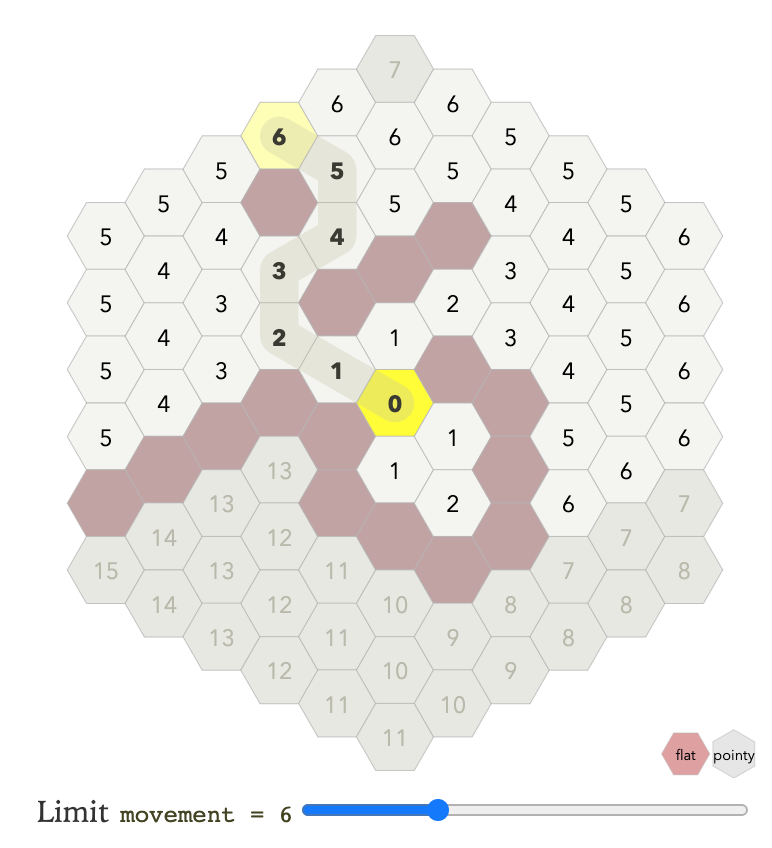 7
6 6
6 6 5
5 5 5 5
5 5 4 5
5 4 4 4 6
4 3 3 5
5 3 2 4 6
4 2 1 3 5
5 3 1 4 6
4 0 5
5 1 5 6
13 1 6
13 2 6 7
14 12 7
15 13 11 7 8
14 12 10 8 8
13 11 9 8
12 10 9
11 10
11
flat pointy
Limit movement = 6